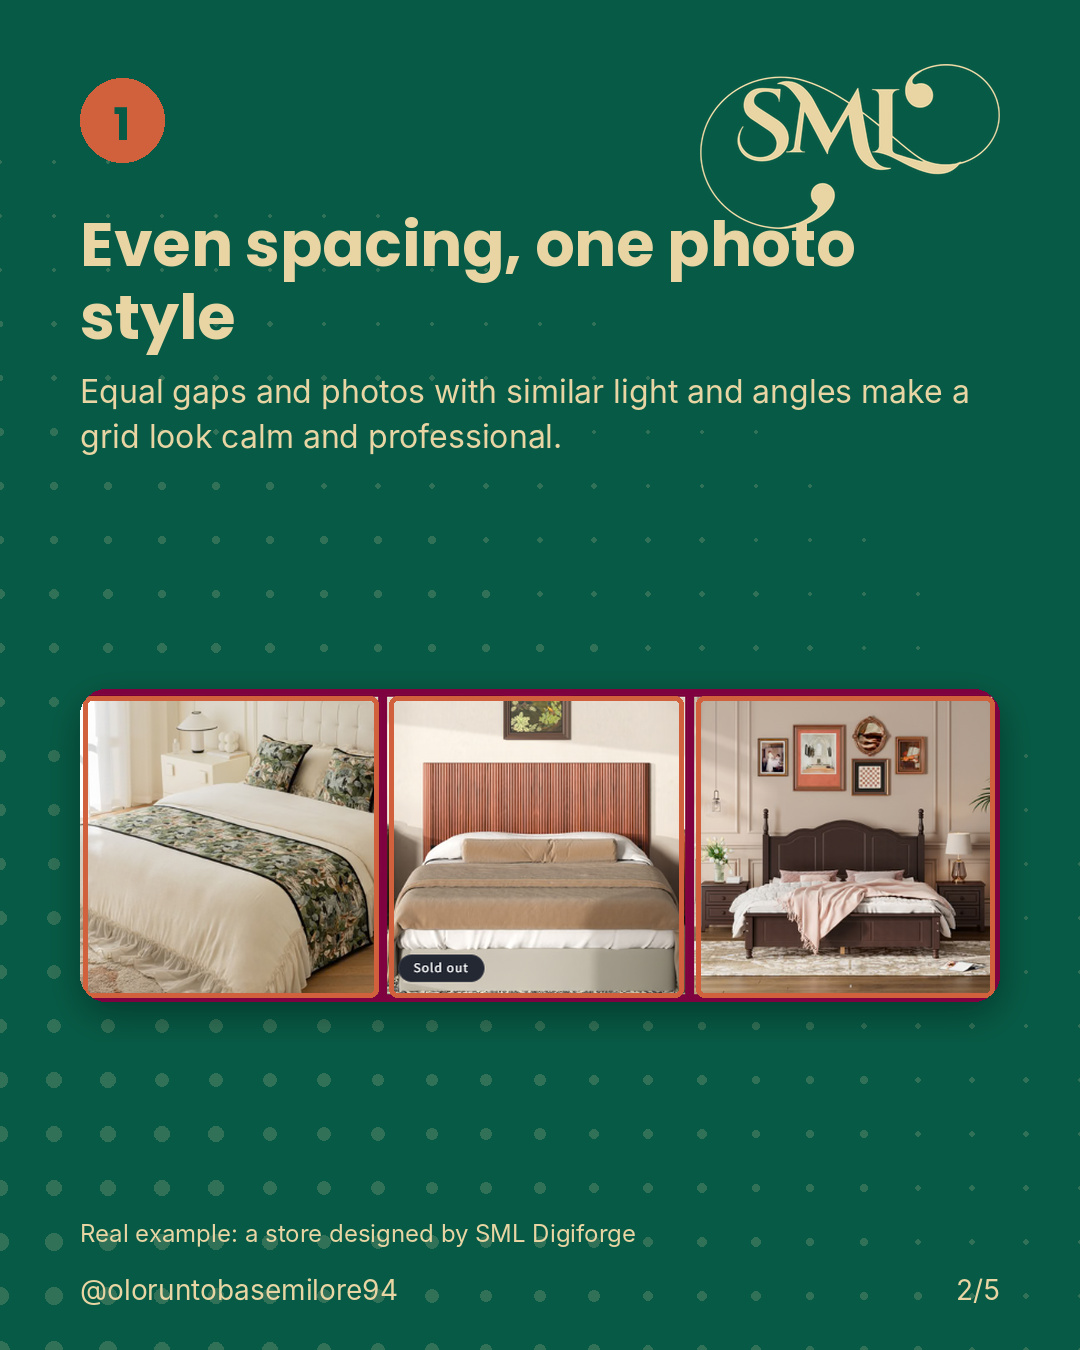 1
SML
Even spacing, one photo
style
Equal gaps and photos with similar light and angles make a
grid look calm and professional.
Sold out
Real example: a store designed by SML Digiforge
@oloruntobasemilore94
2/5